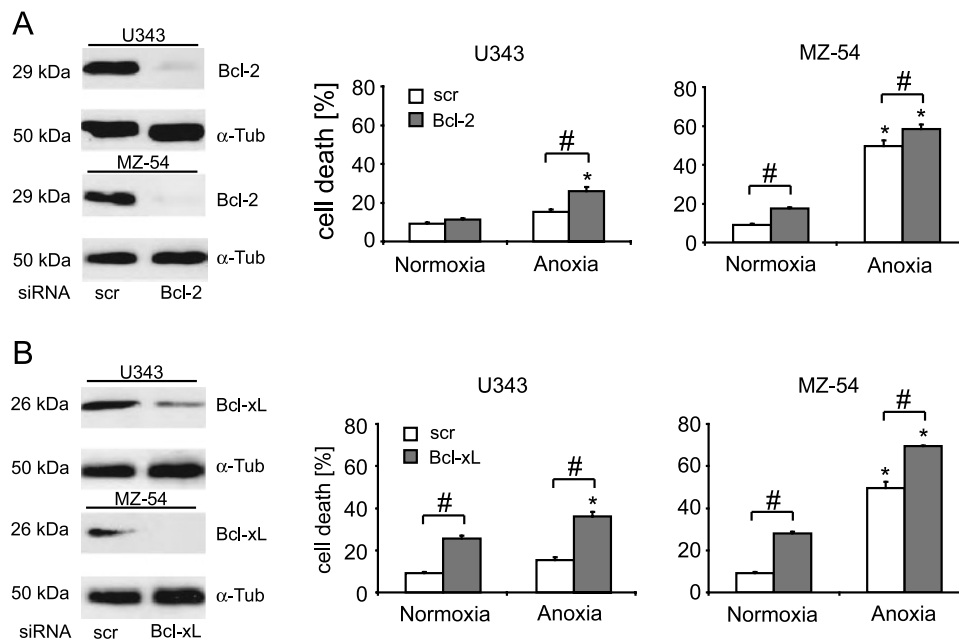 A
U343
29 kDa Bcl-2
50 kDa α-Tub
MZ-54
29 kDa Bcl-2
50 kDa α-Tub
siRNA scr Bcl-2
U343
cell death [%]
80
60
40
20
0
scr
Bcl-2
#
*
Normoxia Anoxia
MZ-54
80
60
40
20
0
#
#
* *
Normoxia Anoxia
B
U343
26 kDa Bcl-xL
50 kDa α-Tub
MZ-54
26 kDa Bcl-xL
50 kDa α-Tub
siRNA scr Bcl-xL
U343
cell death [%]
80
60
40
20
0
scr
Bcl-xL
#
#
*
Normoxia Anoxia
MZ-54
80
60
40
20
0
#
#
* *
Normoxia Anoxia